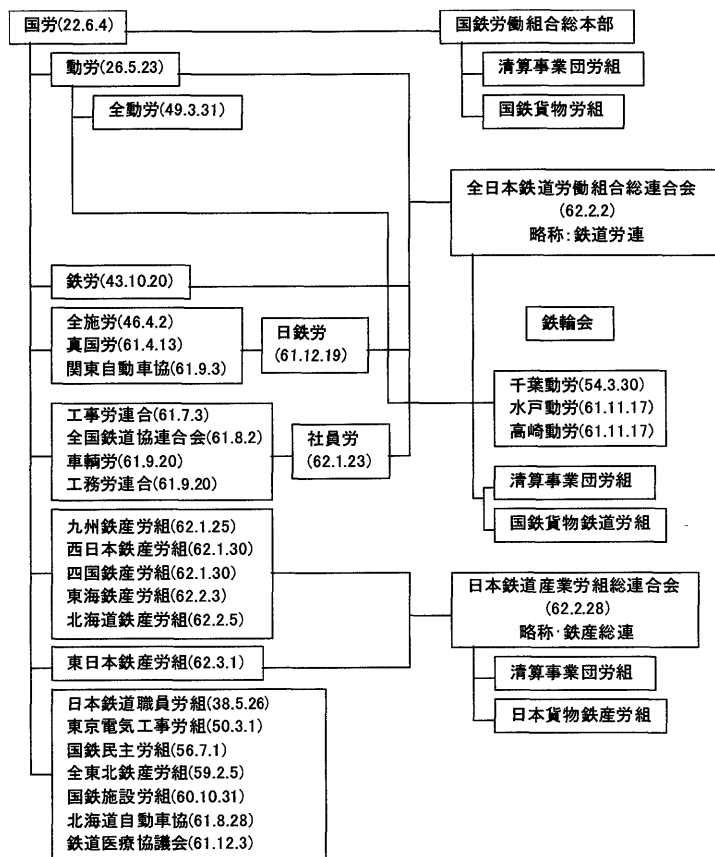 国労(22.6.4)
国鉄労働組合総本部
動労(26.5.23)
清算事業団労組
全動労(49.3.31)
国鉄貨物労組
全日本鉄道労働組合総連合会
(62.2.2)
略称:鉄道労連
鉄労(43.10.20)
全施労(46.4.2)
真国労(61.4.13)
関東自動車協(61.9.3)
日鉄労
(61.12.19)
鉄輪会
千葉動労(54.3.30)
水戸動労(61.11.17)
高崎動労(61.11.17)
工事労連合(61.7.3)
全国鉄道協連合会(61.8.2)
車輌労(61.9.20)
工務労連合(61.9.20)
社員労
(62.1.23)
清算事業団労組
国鉄貨物鉄道労組
九州鉄産労組(62.1.25)
西日本鉄産労組(62.1.30)
四国鉄産労組(62.1.30)
東海鉄産労組(62.2.3)
北海道鉄産労組(62.2.5)
日本鉄道産業労組総連合会
(62.2.28)
略称・鉄産総連
東日本鉄産労組(62.3.1)
清算事業団労組
日本貨物鉄産労組
日本鉄道職員労組(38.5.26)
東京電気工事労組(50.3.1)
国鉄民主労組(56.7.1)
全東北鉄産労組(59.2.5)
国鉄施設労組(60.10.31)
北海道自動車協(61.8.28)
鉄道医療協議会(61.12.3)